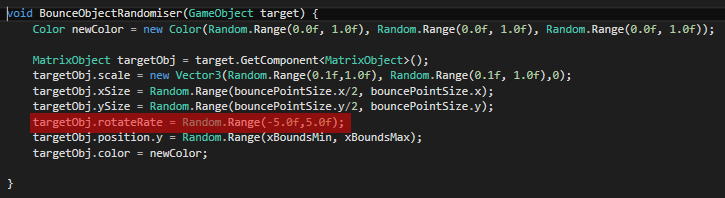 void BounceObjectRandomiser(GameObject target) {
Color newColor = new Color(Random.Range(0.0f, 1.0f), Random.Range(0.0f, 1.0f), Random.Range(0.0f, 1.0f));
MatrixObject targetObj = target.GetComponent<MatrixObject>();
targetObj.scale = new Vector3(Random.Range(0.1f,1.0f), Random.Range(0.1f, 1.0f),0);
targetObj.xSize = Random.Range(bouncePointSize.x/2, bouncePointSize.x);
targetObj.ySize = Random.Range(bouncePointSize.y/2, bouncePointSize.y);
targetObj.rotateRate = Random.Range(-5.0f,5.0f);
targetObj.position.y = Random.Range(xBoundsMin, xBoundsMax);
targetObj.color = newColor;
}